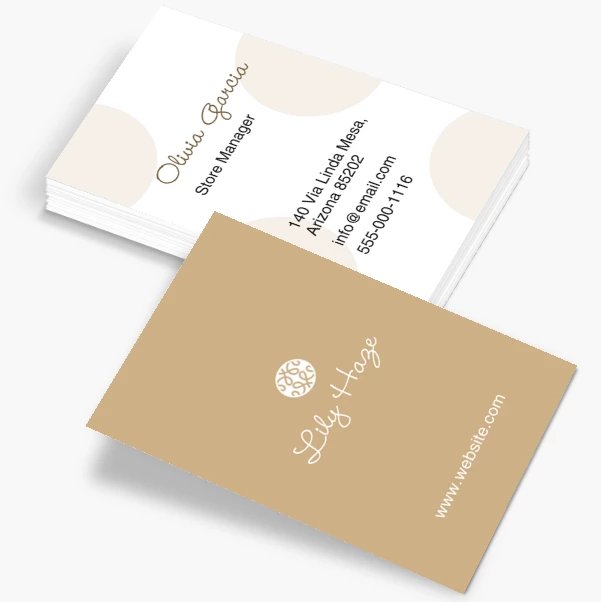 Olivia Garcia
Store Manager
140 Via Linda Mesa,
Arizona 85202
info@email.com
555-000-1116
Lily Haze
www.website.com